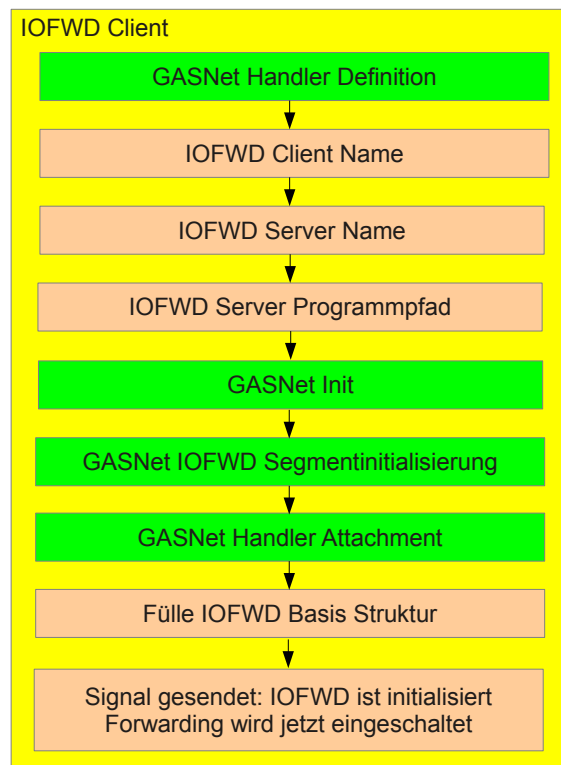 IOFWD Client
GASNet Handler Definition
IOFWD Client Name
IOFWD Server Name
IOFWD Server Programmpfad
GASNet Init
GASNet IOFWD Segmentinitialisierung
GASNet Handler Attachment
Fülle IOFWD Basis Struktur
Signal gesendet: IOFWD ist initialisiert
Forwarding wird jetzt eingeschaltet